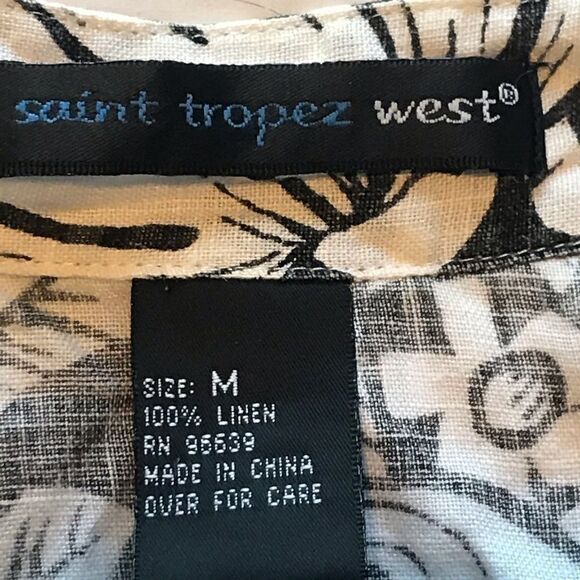 saint tropez west®
SIZE: M
100% LINEN
RN 96639
MADE IN CHINA
OVER FOR CARE